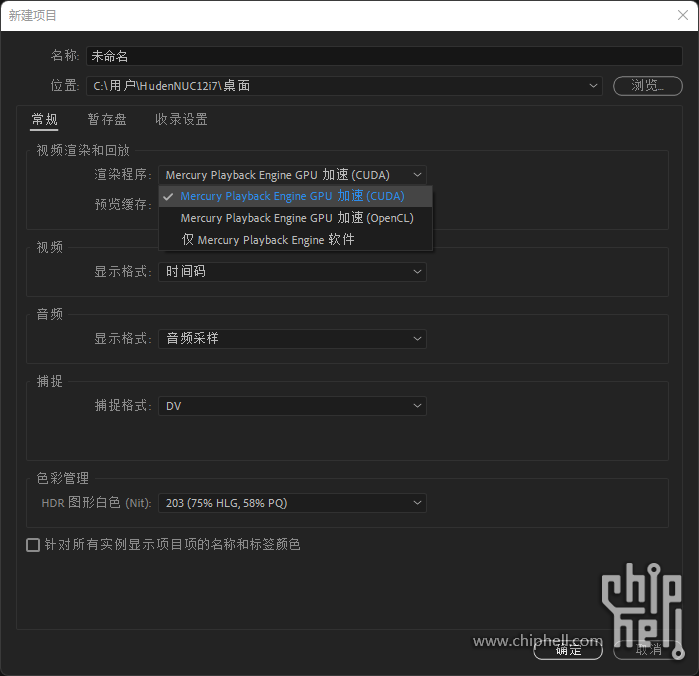 新建项目
名称: 未命名
位置: C:\用户\HudenNUC12i7\桌面 浏览...
常规 暂存盘 收录设置
视频渲染和回放
渲染程序: Mercury Playback Engine GPU 加速 (CUDA)
Mercury Playback Engine GPU 加速 (CUDA)
预览缓存:
Mercury Playback Engine GPU 加速 (OpenCL)
仅 Mercury Playback Engine 软件
视频
显示格式: 时间码
音频
显示格式: 音频采样
捕捉
捕捉格式: DV
色彩管理
HDR 图形白色 (Nit): 203 (75% HLG, 58% PQ)
针对所有实例显示项目项的名称和标签颜色
chip
hell
www.chiphell.com
确定 取消